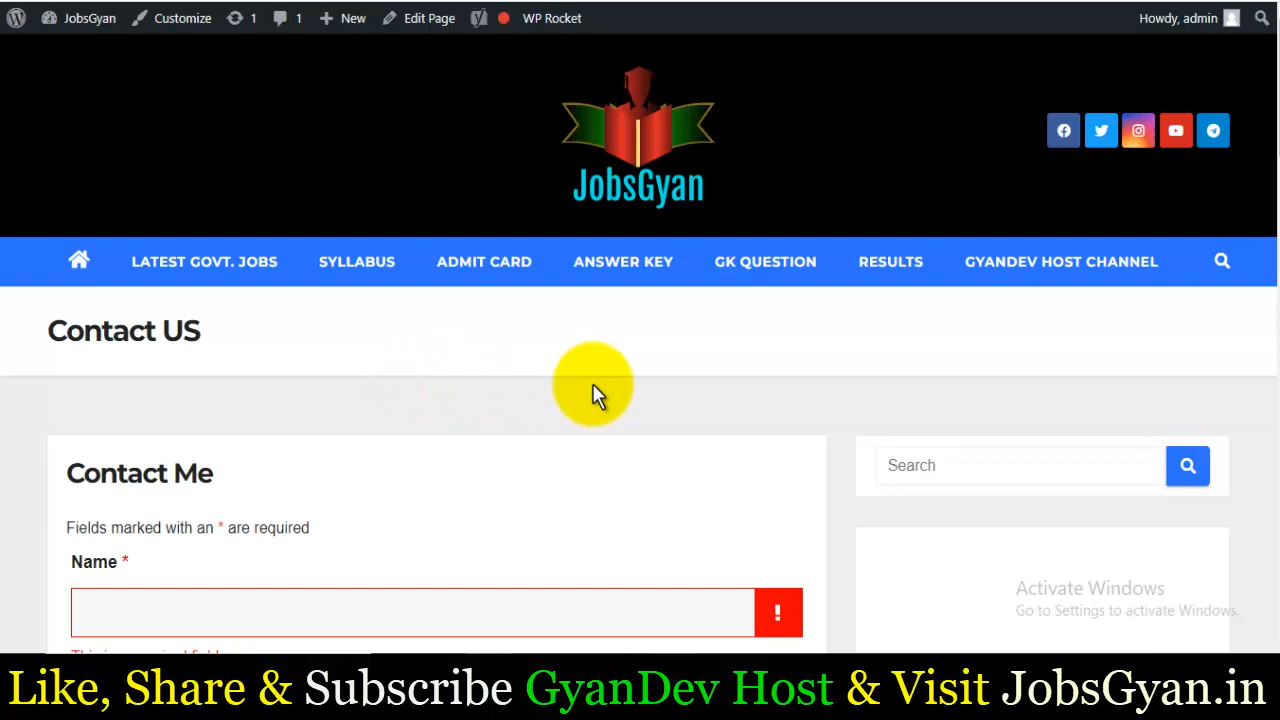 JobsGyan Customize 1 1 New Edit Page WP Rocket Howdy, admin
JobsGyan
LATEST GOVT. JOBS SYLLABUS ADMIT CARD ANSWER KEY GK QUESTION RESULTS GYANDEV HOST CHANNEL
Contact US
Contact Me
Search
Fields marked with an * are required
Name *
!
Activate Windows
Go to Settings to activate Windows.
Like, Share & Subscribe GyanDev Host & Visit JobsGyan.in